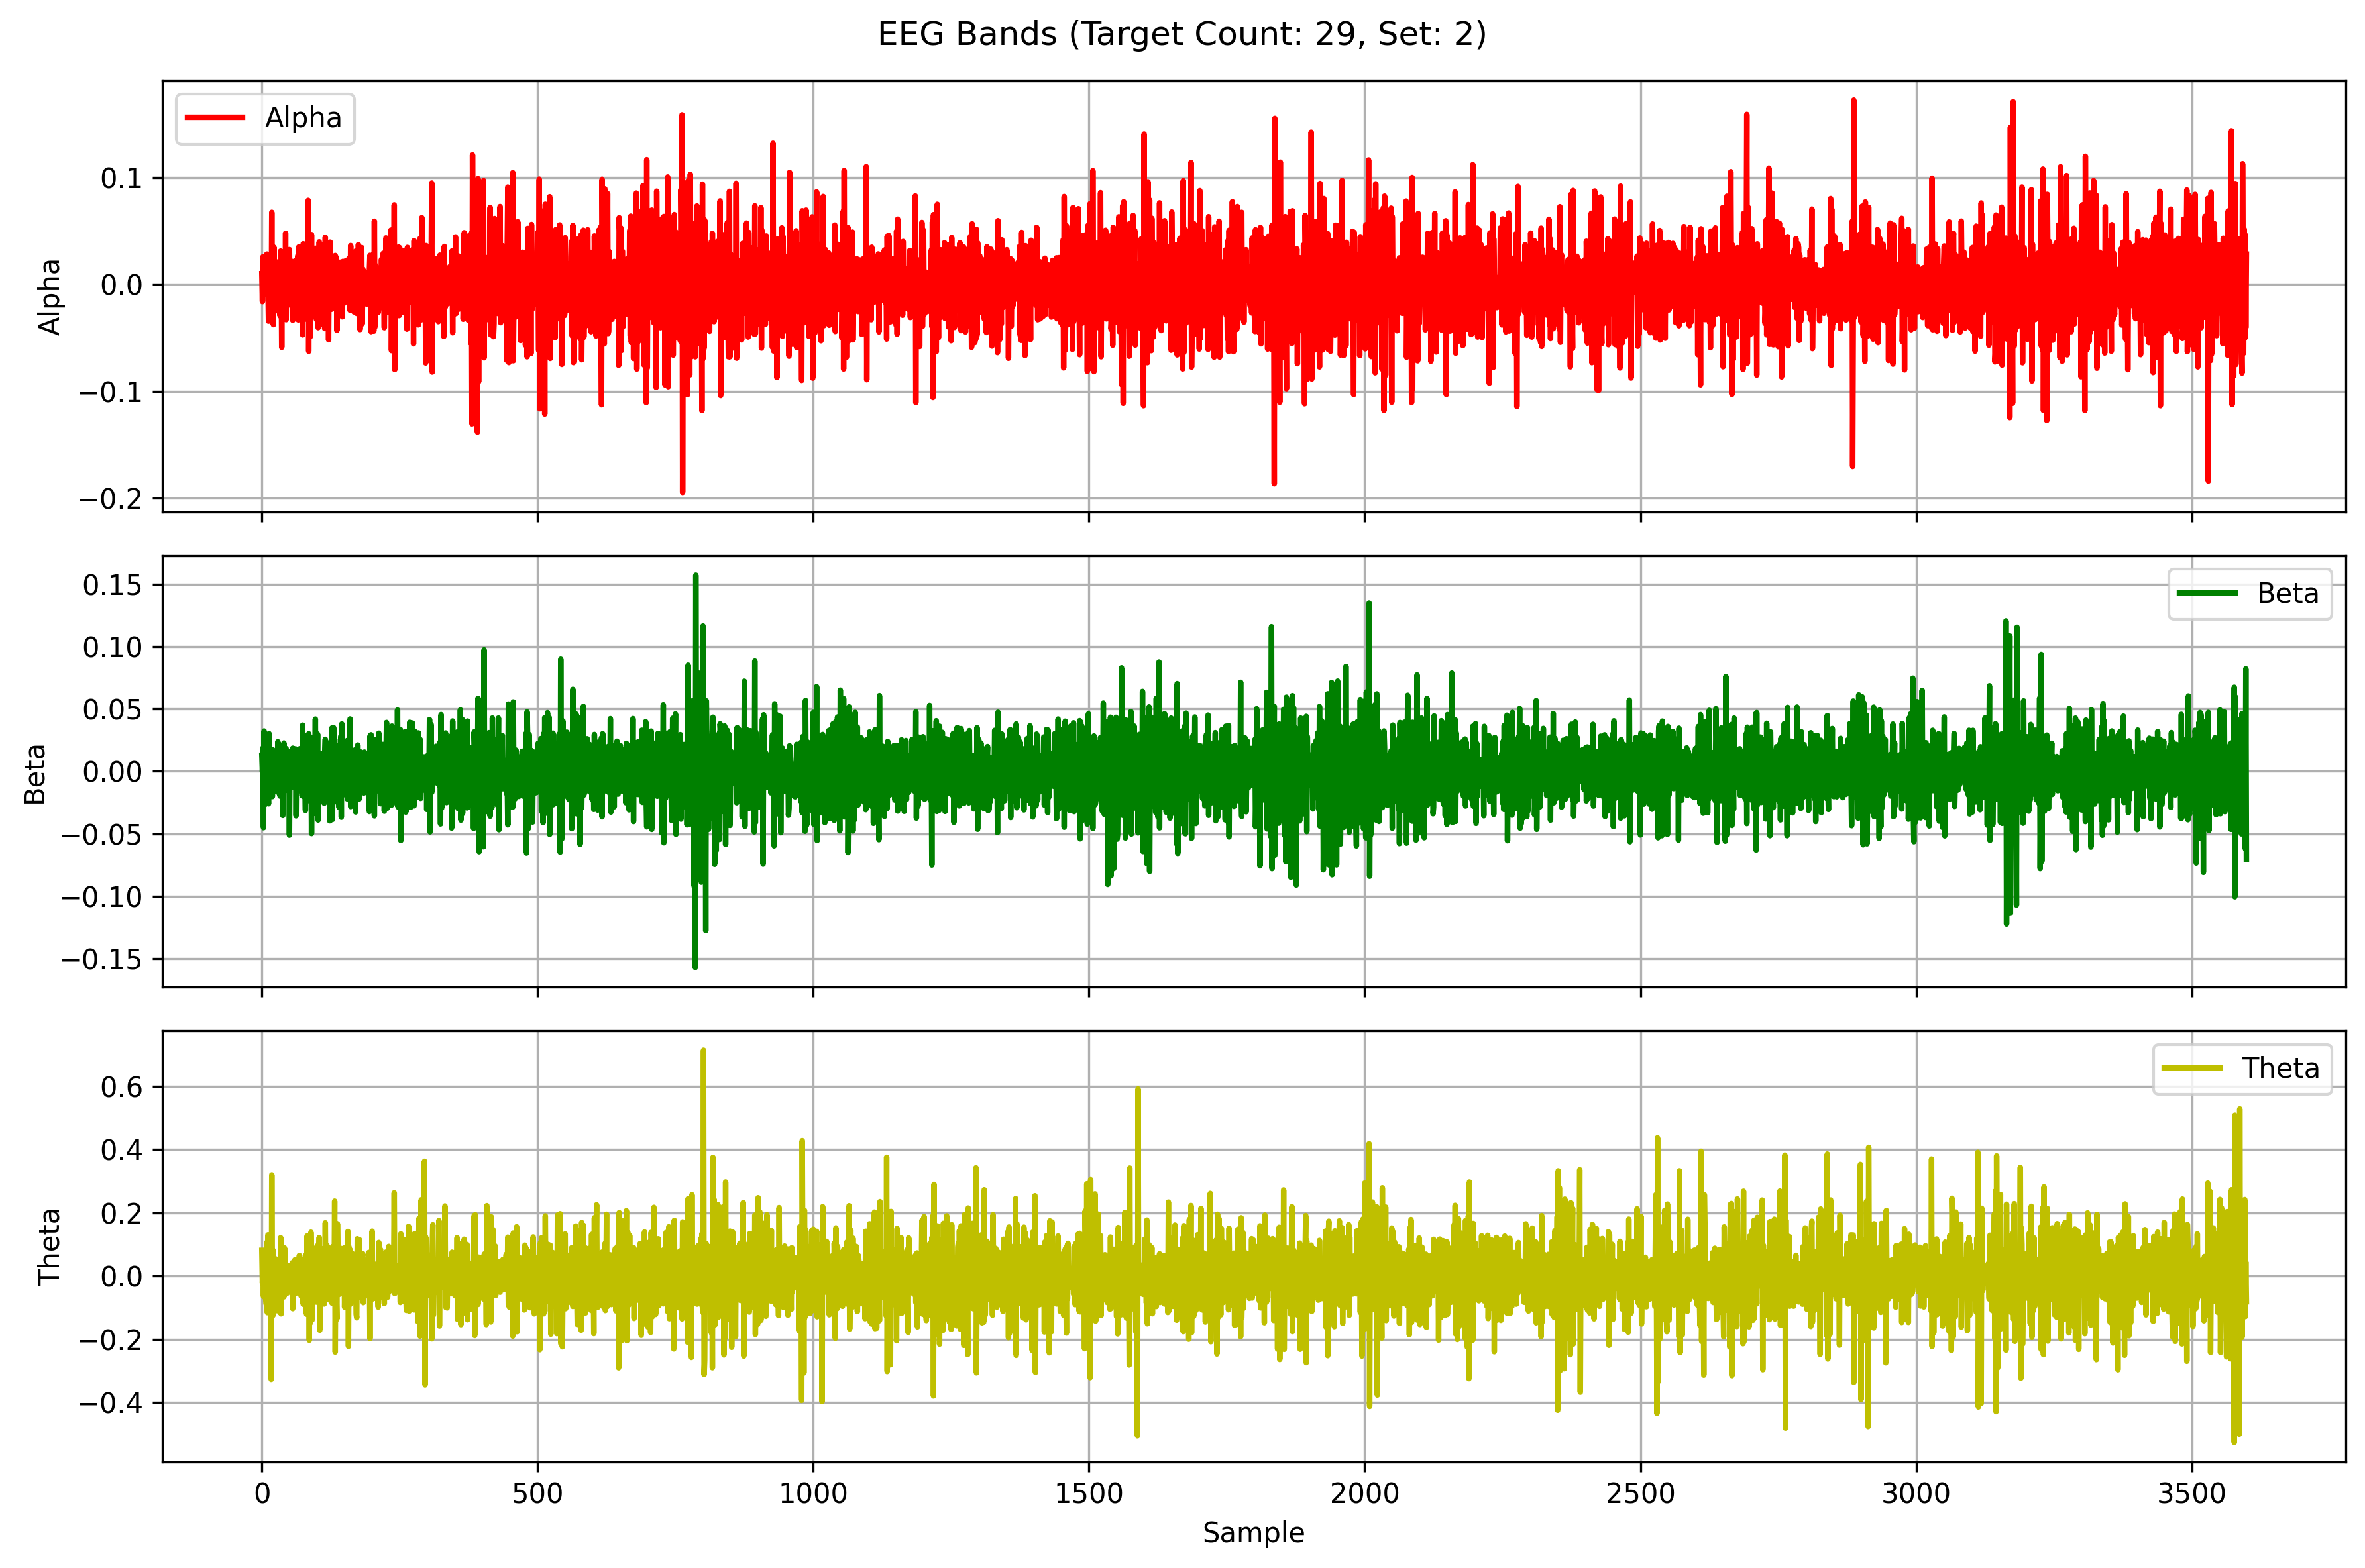 EEG Bands (Target Count: 29, Set: 2)
Alpha
Alpha
0.1
0.0
−0.1
−0.2
Beta
Beta
0.15
0.10
0.05
0.00
−0.05
−0.10
−0.15
Theta
Theta
0.6
0.4
0.2
0.0
−0.2
−0.4
0 500 1000 1500 2000 2500 3000 3500
Sample